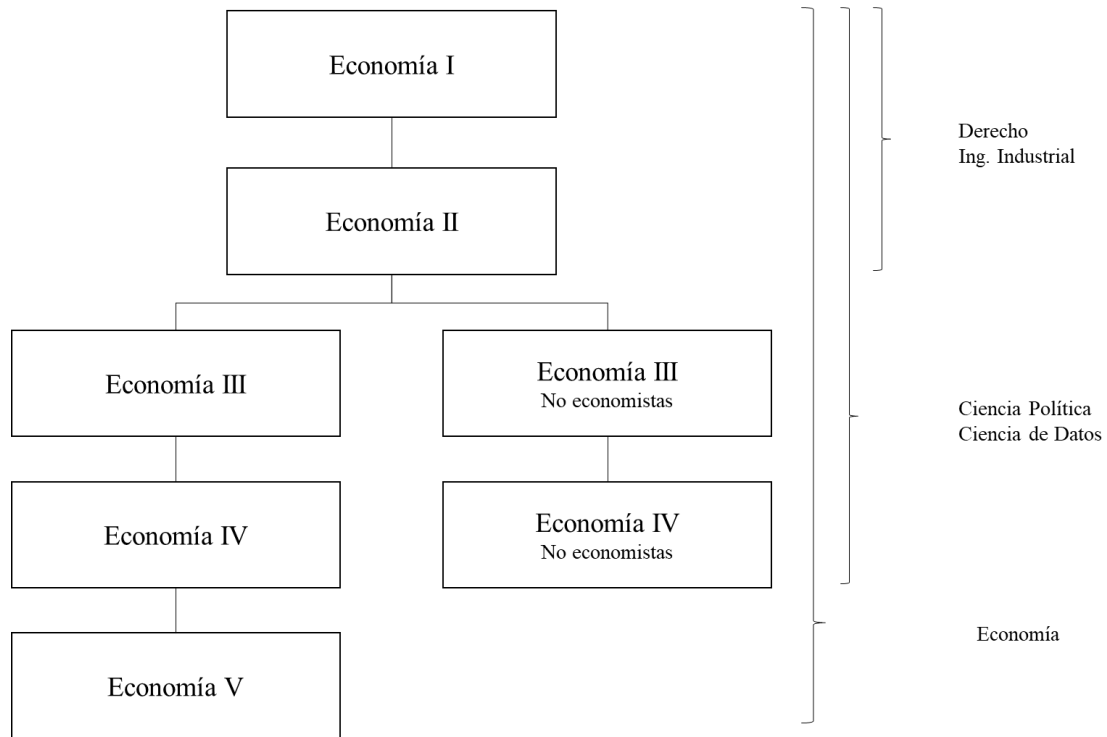 Economía I
Derecho
Ing. Industrial
Economía II
Economía III
Economía III
No economistas
Ciencia Política
Ciencia de Datos
Economía IV
Economía IV
No economistas
Economía
Economía V